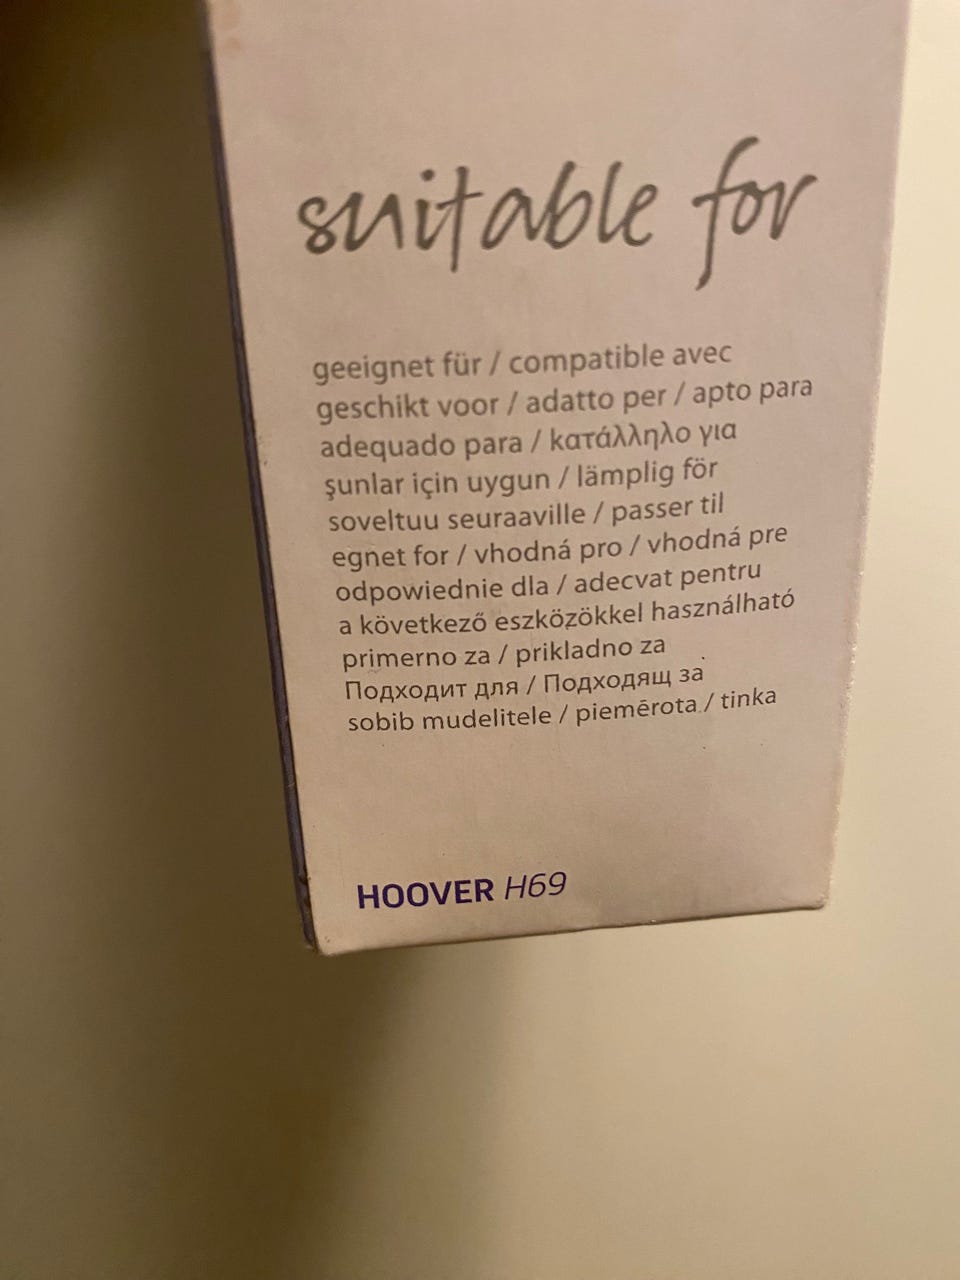 suitable for
geeignet für / compatible avec
geschikt voor / adatto per / apto para
adequado para / κατάλληλο για
şunlar için uygun / lämplig för
soveltuu seuraaville / passer til
egnet for / vhodná pro / vhodná pre
odpowiednie dla / adecvat pentru
a következő eszközökkel használható
primerno za / prikladno za
Подходит для / Подходящ за
sobib mudelitele / piemērota / tinka
HOOVER H69